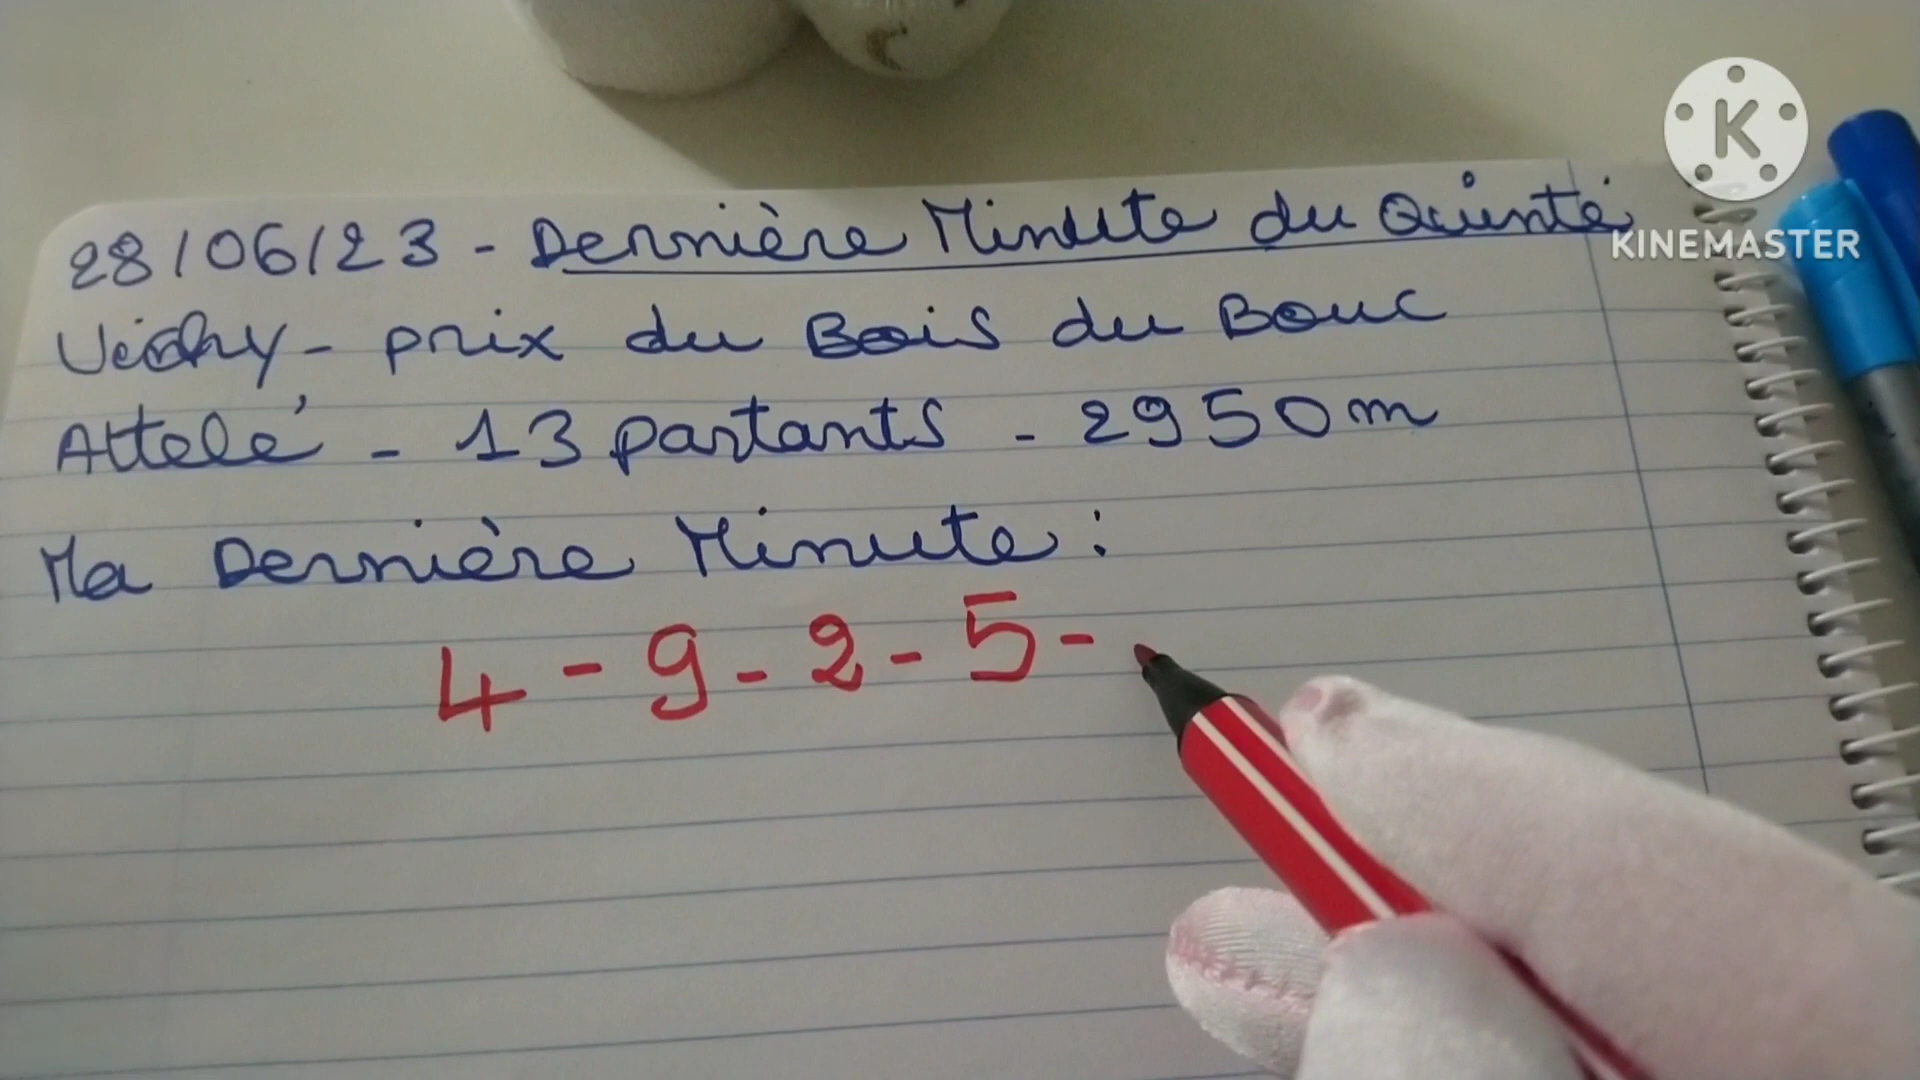 28/06/23 - Dernière Minute du Quinté
KINEMASTER
Vichy - prix du Bois du Bouc
Attelé - 13 partants - 2950m
Ma Dernière Minute :
4 - 9 - 2 - 5 -